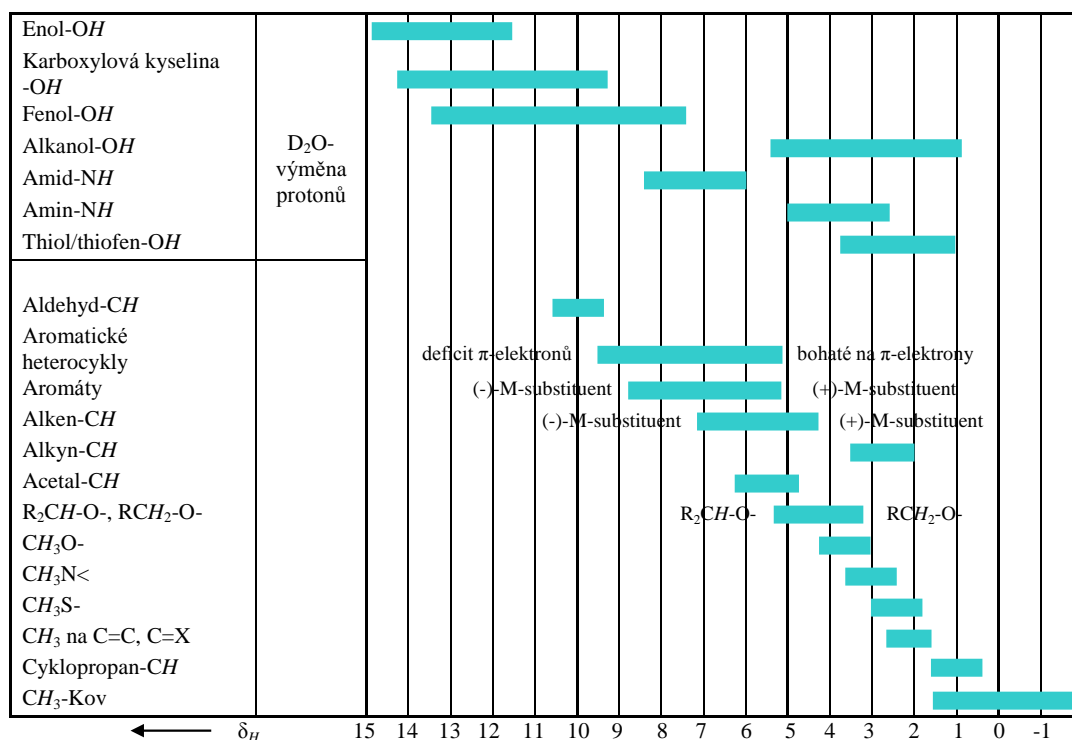 Enol-OH
Karboxylová kyselina
-OH
Fenol-OH
Alkanol-OH
Amid-NH
Amin-NH
Thiol/thiofen-OH
D₂O-
výměna
protonů
Aldehyd-CH
Aromatické
heterocykly
deficit π-elektronů
bohaté na π-elektrony
Aromáty
(-)-M-substituent
(+)-M-substituent
Alken-CH
(-)-M-substituent
(+)-M-substituent
Alkyn-CH
Acetal-CH
R₂CH-O-, RCH₂-O-
R₂CH-O-
RCH₂-O-
CH₃O-
CH₃N<
CH₃S-
CH₃ na C=C, C=X
Cyklopropan-CH
CH₃-Kov
δH 15 14 13 12 11 10 9 8 7 6 5 4 3 2 1 0 -1